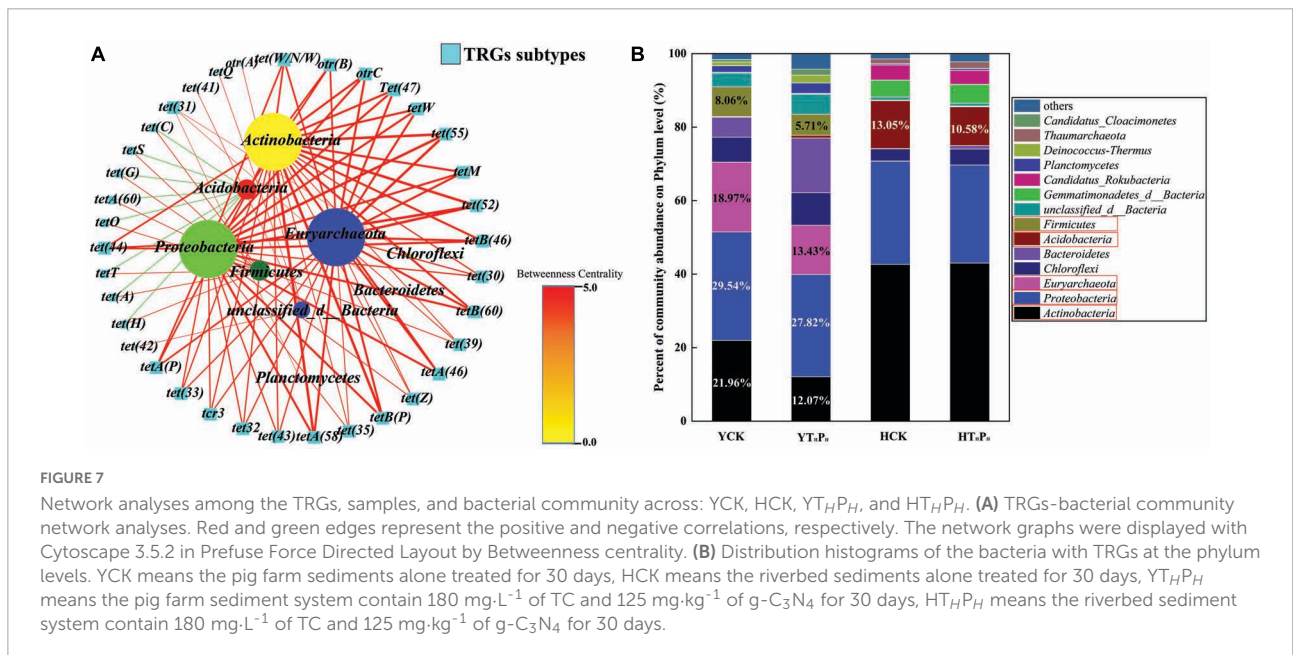 A
TRGs subtypes
tet(W/N/W)
otr(A)
otr(B)
tetQ
otrC
tet(41)
Tet(47)
tet(31)
tetW
tet(C)
tet(55)
tetS
tetM
tet(G)
tet(52)
tetA(60)
tetB(46)
tetO
tet(30)
tet(44)
tetB(60)
tetT
tet(39)
tet(A)
tetA(46)
tet(H)
tet(Z)
tet(42)
tetB(P)
tetA(P)
tet(35)
tet(33)
tetA(58)
tcr3
tet(43)
tet32
Actinobacteria
Acidobacteria
Proteobacteria
Euryarchaeota
Chloroflexi
Firmicutes
Bacteroidetes
unclassified_d__Bacteria
Planctomycetes
Betweenness Centrality
5.0
0.0
B
Percent of community abundance on Phylum level (%)
100
80
60
40
20
0
8.06%
18.97%
29.54%
21.96%
5.71%
13.43%
27.82%
12.07%
13.05%
10.58%
YCK
YTHPH
HCK
HTHPH
others
Candidatus_Cloacimonetes
Thaumarchaeota
Deinococcus-Thermus
Planctomycetes
Candidatus_Rokubacteria
Gemmatimonadetes_d__Bacteria
unclassified_d__Bacteria
Firmicutes
Acidobacteria
Bacteroidetes
Chloroflexi
Euryarchaeota
Proteobacteria
Actinobacteria
FIGURE 7
Network analyses among the TRGs, samples, and bacterial community across: YCK, HCK, YTHPH, and HTHPH. (A) TRGs-bacterial community
network analyses. Red and green edges represent the positive and negative correlations, respectively. The network graphs were displayed with
Cytoscape 3.5.2 in Prefuse Force Directed Layout by Betweenness centrality. (B) Distribution histograms of the bacteria with TRGs at the phylum
levels. YCK means the pig farm sediments alone treated for 30 days, HCK means the riverbed sediments alone treated for 30 days, YTHPH
means the pig farm sediment system contain 180 mg·L-1 of TC and 125 mg·kg-1 of g-C3N4 for 30 days, HTHPH means the riverbed sediment
system contain 180 mg·L-1 of TC and 125 mg·kg-1 of g-C3N4 for 30 days.